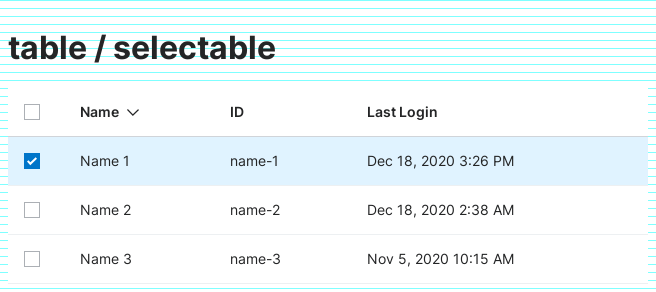 table / selectable
Name ID Last Login
Name 1 name-1 Dec 18, 2020 3:26 PM
Name 2 name-2 Dec 18, 2020 2:38 AM
Name 3 name-3 Nov 5, 2020 10:15 AM